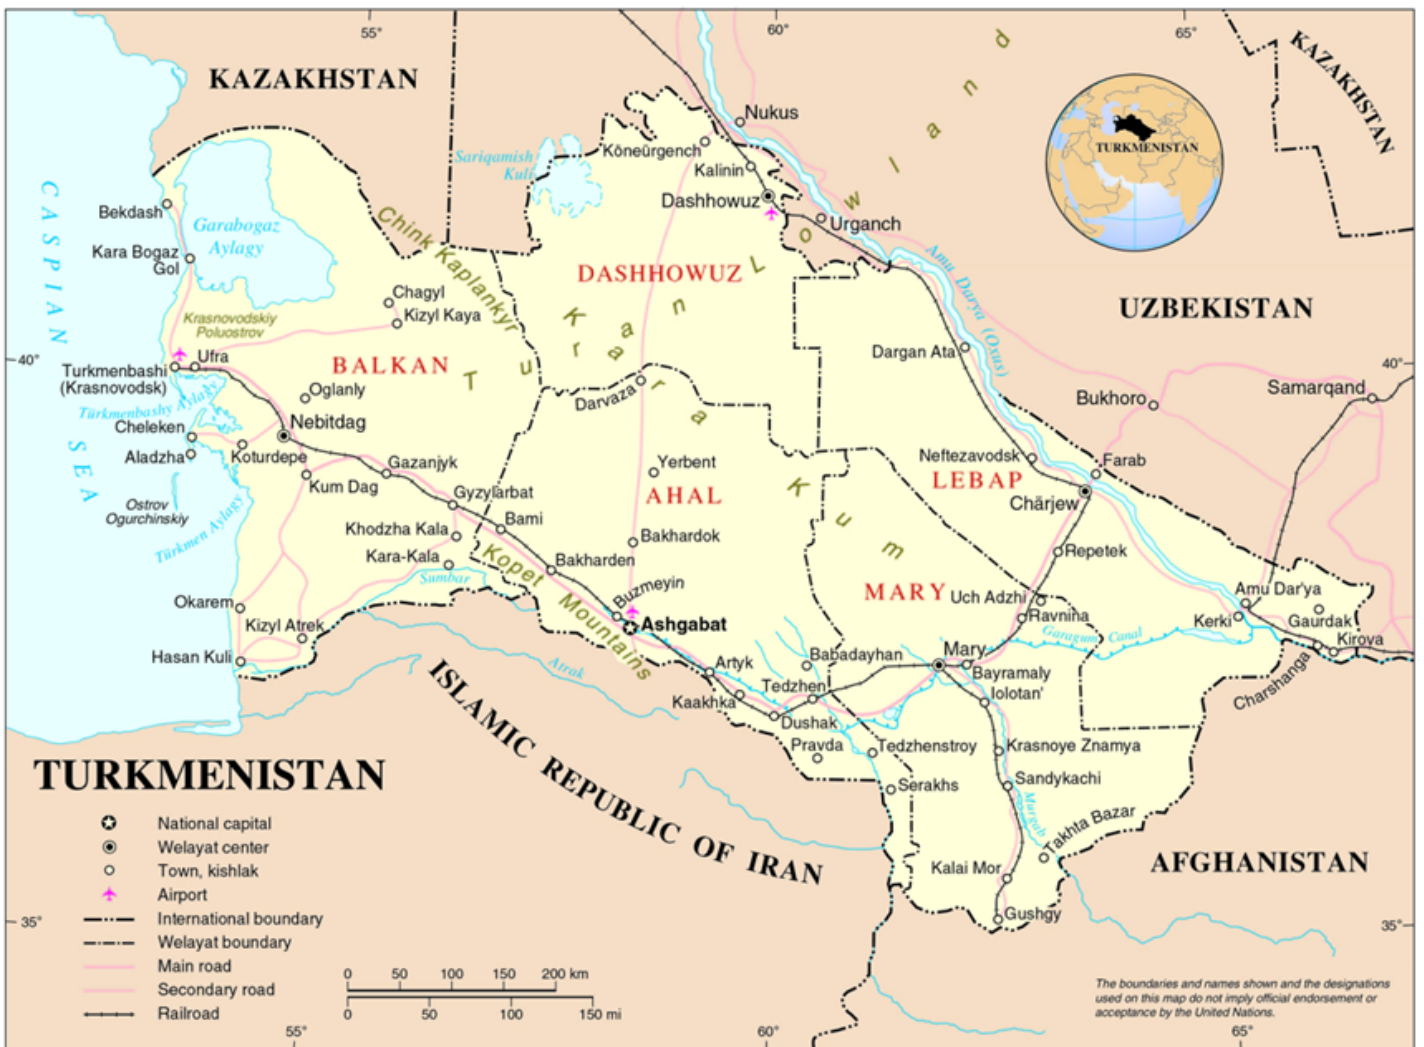 55°
60°
65°
KAZAKHSTAN
KAZAKHSTAN
Nukus
Köneürgench
Kalinin
Dashhowuz
Urganch
Sariqamish
Kuli
TURKMENISTAN
CASPIAN SEA
Bekdash
Garabogaz
Aylagy
Kara Bogaz
Gol
Chink Kaplankyr
DASHHOWUZ
Turan Lowland
Amu Darya (Oxus)
UZBEKISTAN
Chagyl
Kizyl Kaya
Krasnovodskiy
Poluostrov
Kara Kum
40°
40°
Ufra
Turkmenbashi
(Krasnovodsk)
BALKAN
Dargan Ata
Samarqand
Bukhoro
Oglanly
Darvaza
Türkmenbashy Aylagy
Cheleken
Nebitdag
Aladzha
Koturdepe
Gazanjyk
Kum Dag
Yerbent
AHAL
Neftezavodsk
Farab
LEBAP
Chärjew
Ostrov
Ogurchinskiy
Türkmen Aylagy
Gyzylarbat
Bami
Khodzha Kala
Kara-Kala
Bakhardok
Bakharden
Kopet Mountains
Sumbar
Repetek
Buzmeyin
Ashgabat
MARY
Uch Adzhi
Ravnina
Amu Dar'ya
Kerki
Gaurdak
Kirova
Charshanga
Garagum Canal
Okarem
Kizyl Atrek
Hasan Kuli
Atrak
Artyk
Babadayhan
Mary
Bayramaly
Iolotan'
Kaakhka
Tedzhen
Dushak
Pravda
Tedzhenstroy
Krasnoye Znamya
Serakhs
Sandykachi
Murgab
Takhta Bazar
Kalai Mor
Gushgy
ISLAMIC REPUBLIC OF IRAN
AFGHANISTAN
TURKMENISTAN
National capital
Welayat center
Town, kishlak
Airport
International boundary
Welayat boundary
Main road
Secondary road
Railroad
35°
35°
0 50 100 150 200 km
0 50 100 150 mi
The boundaries and names shown and the designations
used on this map do not imply official endorsement or
acceptance by the United Nations.
55°
60°
65°